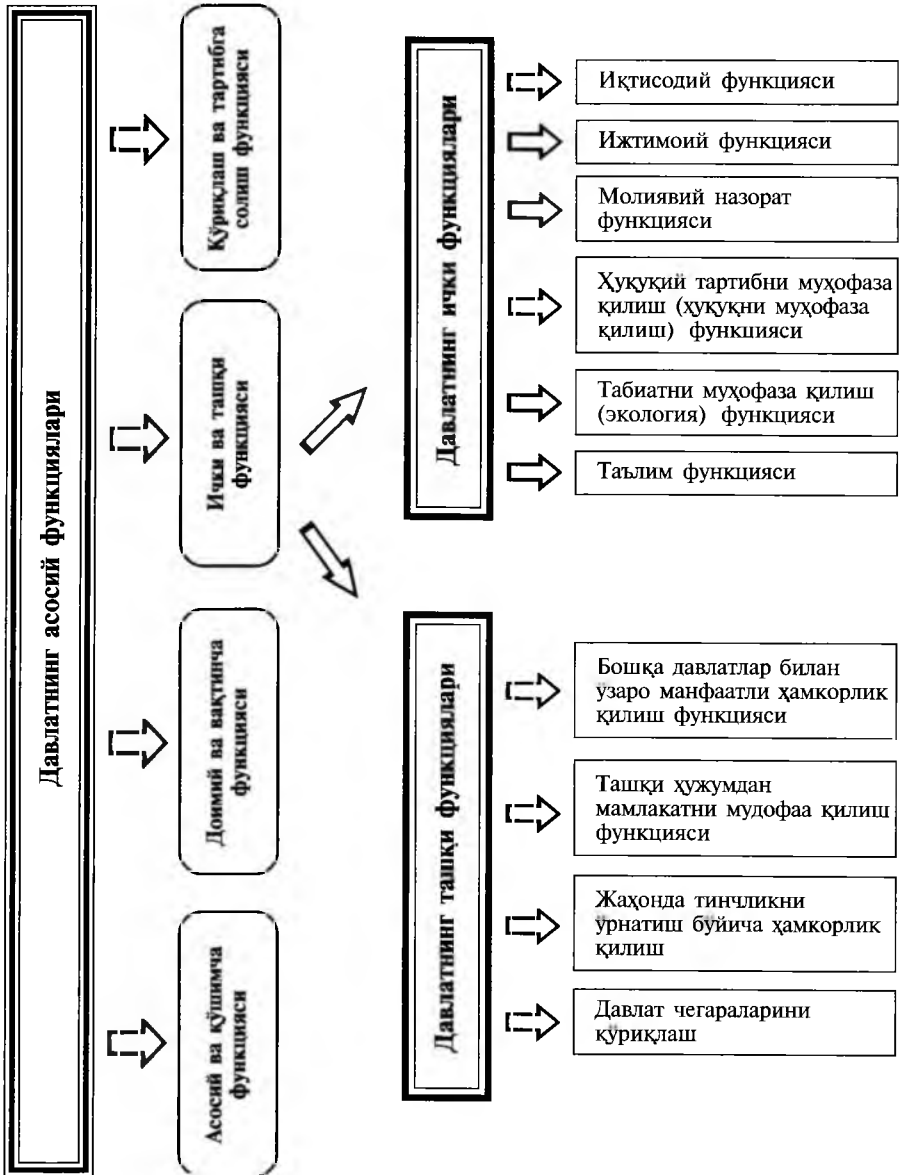 Давлатнинг асосий функциялари
Қўриқлаш ва тартибга
солиш функцияси
Ички ва ташқи
функцияси
Доимий ва вақтинча
функцияси
Асосий ва қўшимча
функцияси
Давлатнинг ички функциялари
Иқтисодий функцияси
Ижтимоий функцияси
Молиявий назорат
функцияси
Ҳуқуқий тартибни муҳофаза
қилиш (ҳуқуқни муҳофаза
қилиш) функцияси
Табиатни муҳофаза қилиш
(экология) функцияси
Таълим функцияси
Давлатнинг ташқи функциялари
Бошқа давлатлар билан
ўзаро манфаатли ҳамкорлик
қилиш функцияси
Ташқи ҳужумдан
мамлакатни мудофаа қилиш
функцияси
Жаҳонда тинчликни
ўрнатиш бўйича ҳамкорлик
қилиш
Давлат чегараларини
қўриқлаш